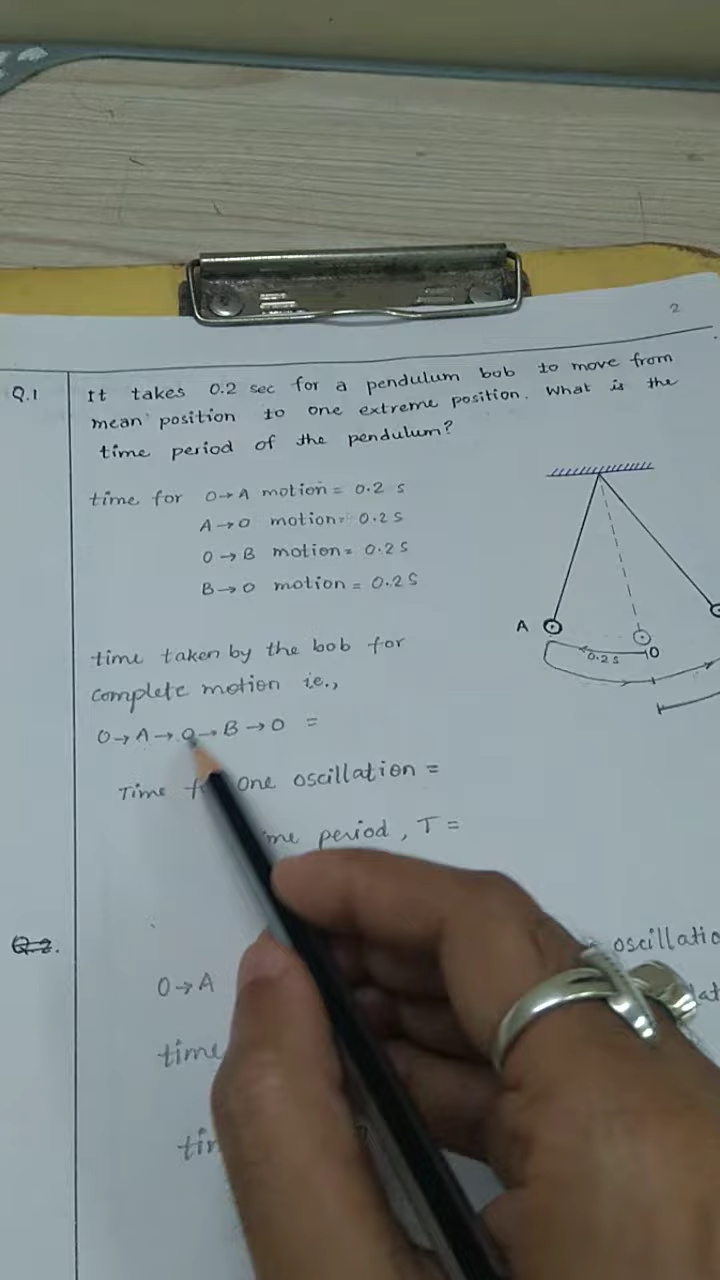 2
Q.1 It takes 0.2 sec for a pendulum bob to move from
mean position to one extreme position. What is the
time period of the pendulum?
time for O→A motion = 0.2 s
A→O motion = 0.2 s
O→B motion = 0.2 s
B→O motion = 0.2 s
A
O
0.2 s
time taken by the bob for
complete motion i.e.,
O→A→O→B→O =
Time one oscillation =
period, T =
Q.2.
oscillatio
O→A
time